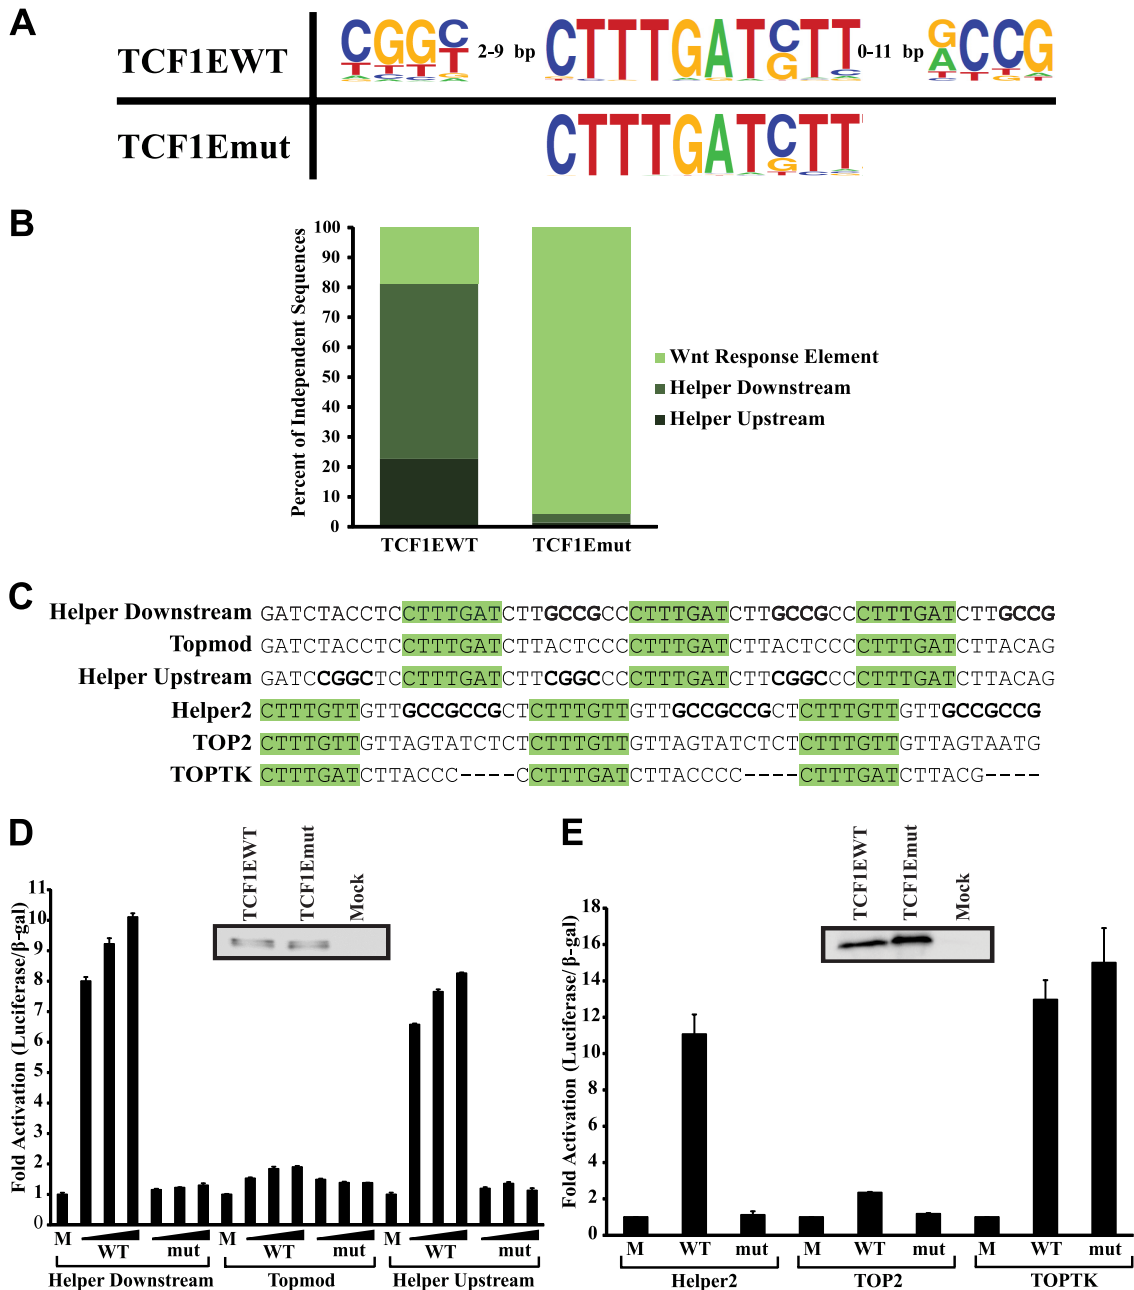 A
TCF1EWT
CGGC
T
2-9 bp
CTTTGATCTT
G
0-11 bp
GCCG
A
TCF1Emut
CTTTGATCTT
G
B
Percent of Independent Sequences
100
90
80
70
60
50
40
30
20
10
0
TCF1EWT
TCF1Emut
Wnt Response Element
Helper Downstream
Helper Upstream
C
Helper Downstream GATCTACCTCCTTTGATCTTGCCGCCCTTTGATCTTGCCGCCCTTTGATCTTGCCG
Topmod GATCTACTCCCTTTGATCTTACTCCCCTTTGATCTTACTCCCCTTTGATCTTACAG
Helper Upstream GATCCGGCTCCTTTGATCTTCGGCCCCTTTGATCTTCGGCCCCTTTGATCTTACAG
Helper2 CTTTGTTGTTGCCGCCGCTCTTTGTTGTTGCCGCCGCTCTTTGTTGTTGCCGCCG
TOP2 CTTTGTTGTTAGTATCTCTCTTTGTTGTTAGTATCTCTCTTTGTTGTTAGTAATG
TOPTK CTTTGATCTTACCC----CCTTTGATCTTACCCC----CTTTGATCTTACG----
D
Fold Activation (Luciferase/β-gal)
11
10
9
8
7
6
5
4
3
2
1
0
TCF1EWT
TCF1Emut
Mock
M WT mut M WT mut M WT mut
Helper Downstream Topmod Helper Upstream
E
Fold Activation (Luciferase/β-gal)
18
16
14
12
10
8
6
4
2
0
TCF1EWT
TCF1Emut
Mock
M WT mut M WT mut M WT mut
Helper2 TOP2 TOPTK